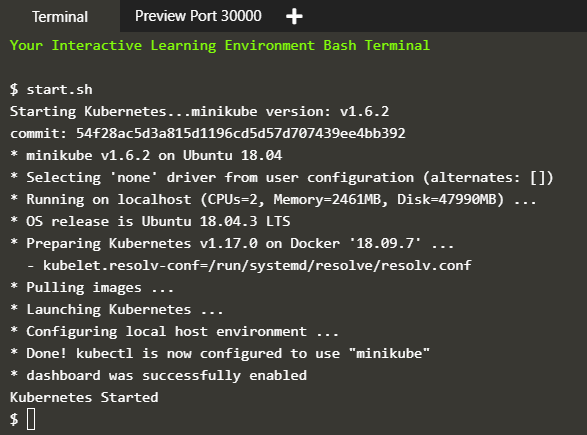 Terminal Preview Port 30000 +
Your Interactive Learning Environment Bash Terminal
$ start.sh
Starting Kubernetes...minikube version: v1.6.2
commit: 54f28ac5d3a815d1196cd5d57d707439ee4bb392
* minikube v1.6.2 on Ubuntu 18.04
* Selecting 'none' driver from user configuration (alternates: [])
* Running on localhost (CPUs=2, Memory=2461MB, Disk=47990MB) ...
* OS release is Ubuntu 18.04.3 LTS
* Preparing Kubernetes v1.17.0 on Docker '18.09.7' ...
  - kubelet.resolv-conf=/run/systemd/resolve/resolv.conf
* Pulling images ...
* Launching Kubernetes ...
* Configuring local host environment ...
* Done! kubectl is now configured to use "minikube"
* dashboard was successfully enabled
Kubernetes Started
$